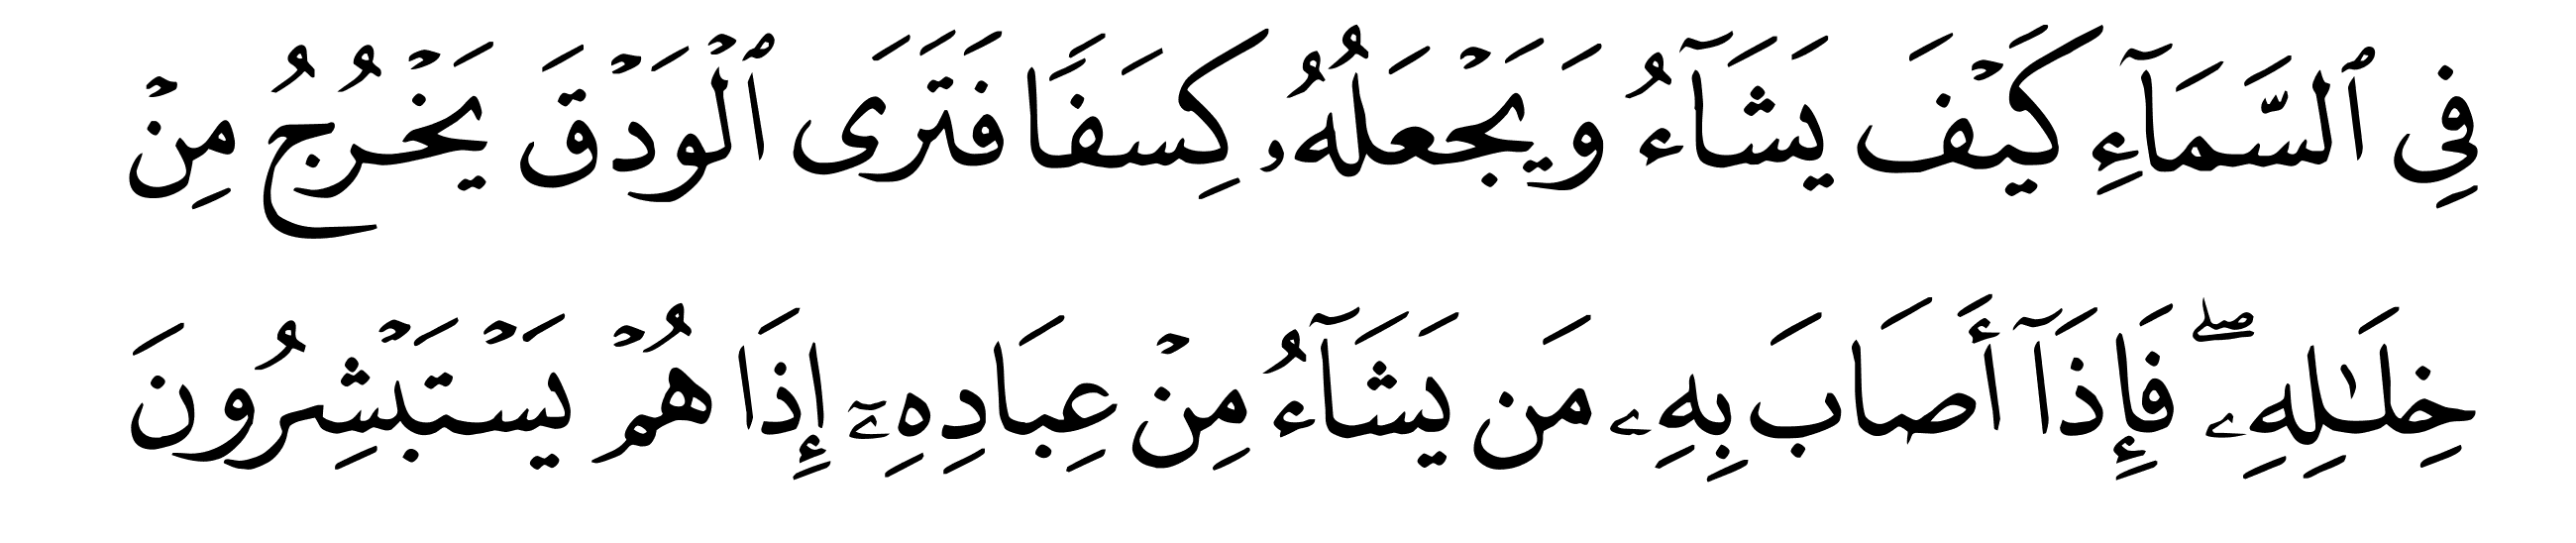 فِي ٱلسَّمَآءِ كَيۡفَ يَشَآءُ وَيَجۡعَلُهُۥ كِسَفًا فَتَرَى ٱلۡوَدۡقَ يَخۡرُجُ مِنۡ
خِلَٰلِهِۦۖ فَإِذَآ أَصَابَ بِهِۦ مَن يَشَآءُ مِنۡ عِبَادِهِۦٓ إِذَا هُمۡ يَسۡتَبۡشِرُونَ